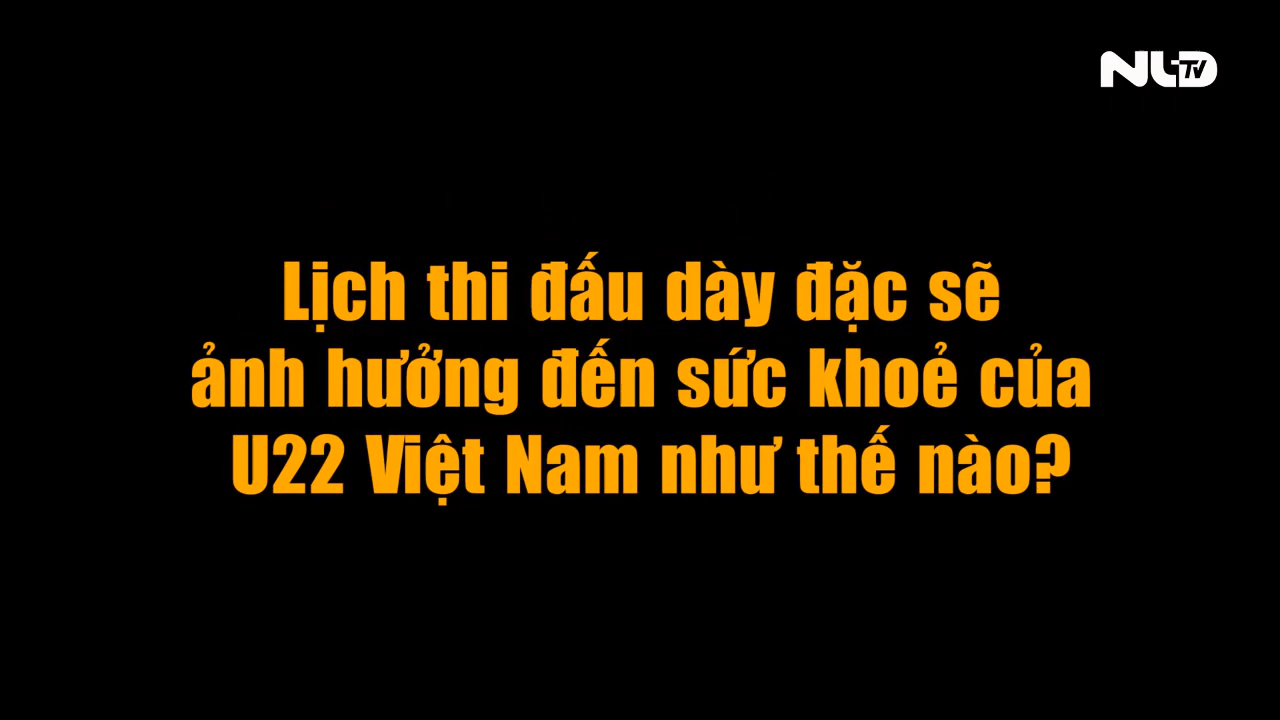 NLD TV
Lịch thi đấu dày đặc sẽ
ảnh hưởng đến sức khoẻ của
U22 Việt Nam như thế nào?